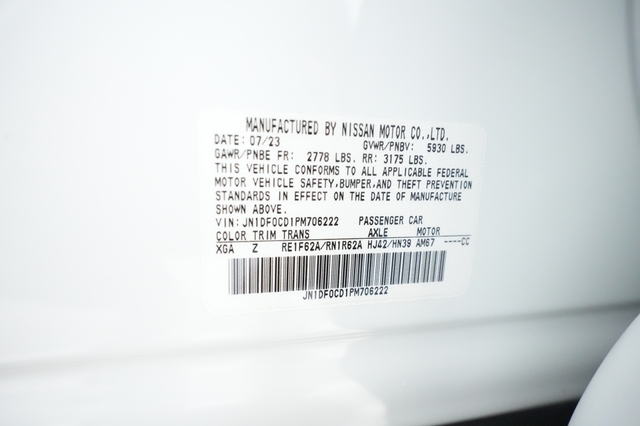 MANUFACTURED BY NISSAN MOTOR CO.,LTD.
DATE: 07/23 GVWR/PNBV: 5930 LBS.
GAWR/PNBE FR: 2778 LBS. RR: 3175 LBS.
THIS VEHICLE CONFORMS TO ALL APPLICABLE FEDERAL
MOTOR VEHICLE SAFETY,BUMPER,AND THEFT PREVENTION
STANDARDS IN EFFECT ON THE DATE OF MANUFACTURE
SHOWN ABOVE.
VIN: JN1DF0CD1PM706222 PASSENGER CAR
COLOR TRIM TRANS AXLE MOTOR
XGA Z RE1F62A/RN1R62A HJ42/HN39 AM67 ----CC
JN1DF0CD1PM706222